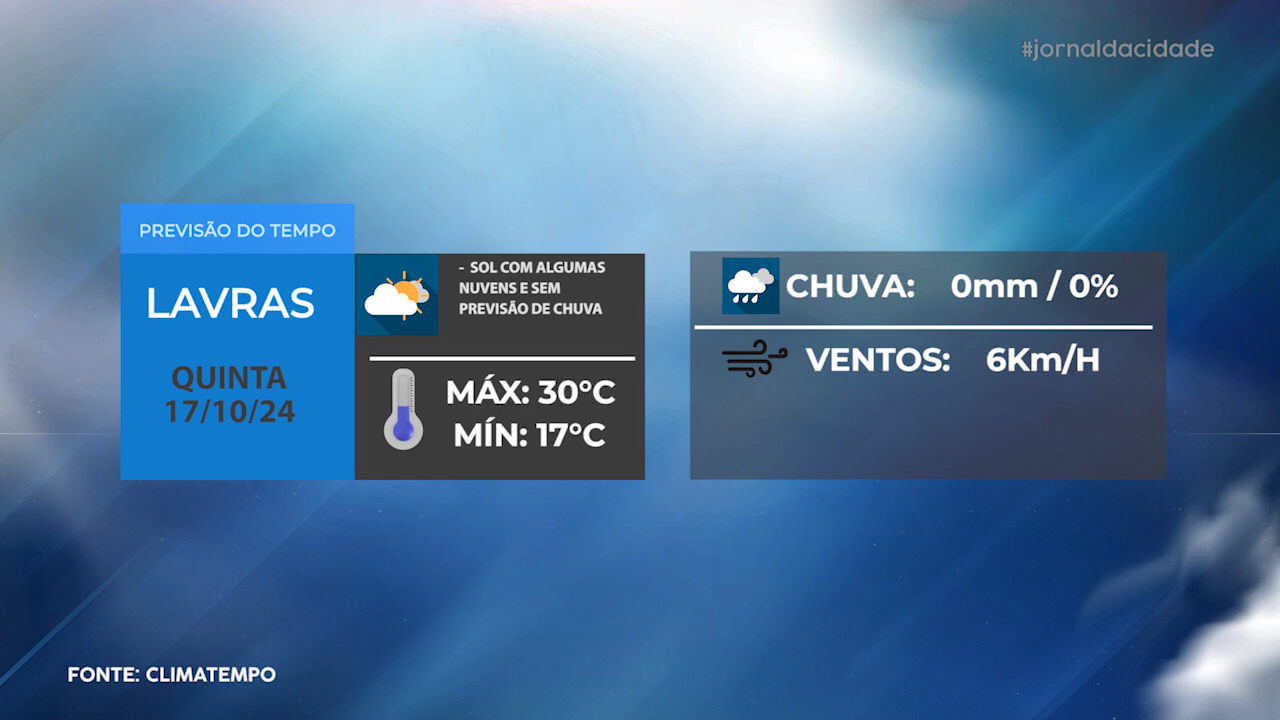 #jornaldacidade
PREVISÃO DO TEMPO
LAVRAS
QUINTA
17/10/24
- SOL COM ALGUMAS
NUVENS E SEM
PREVISÃO DE CHUVA
MÁX: 30°C
MÍN: 17°C
CHUVA: 0mm / 0%
VENTOS: 6Km/H
FONTE: CLIMATEMPO